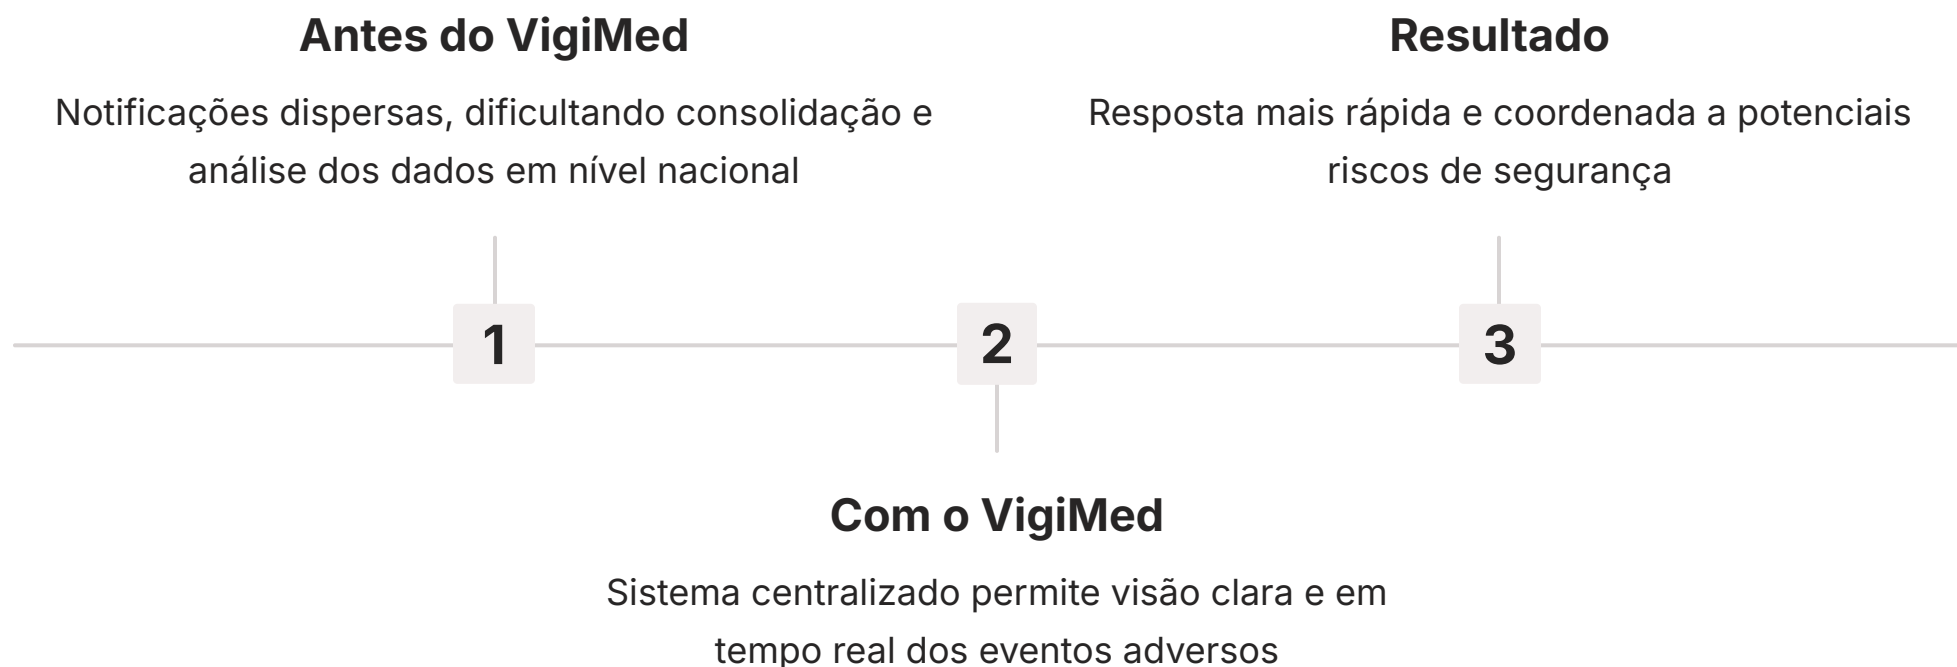 Antes do VigiMed
Notificações dispersas, dificultando consolidação e
análise dos dados em nível nacional
Resultado
Resposta mais rápida e coordenada a potenciais
riscos de segurança
1
2
3
Com o VigiMed
Sistema centralizado permite visão clara e em
tempo real dos eventos adversos